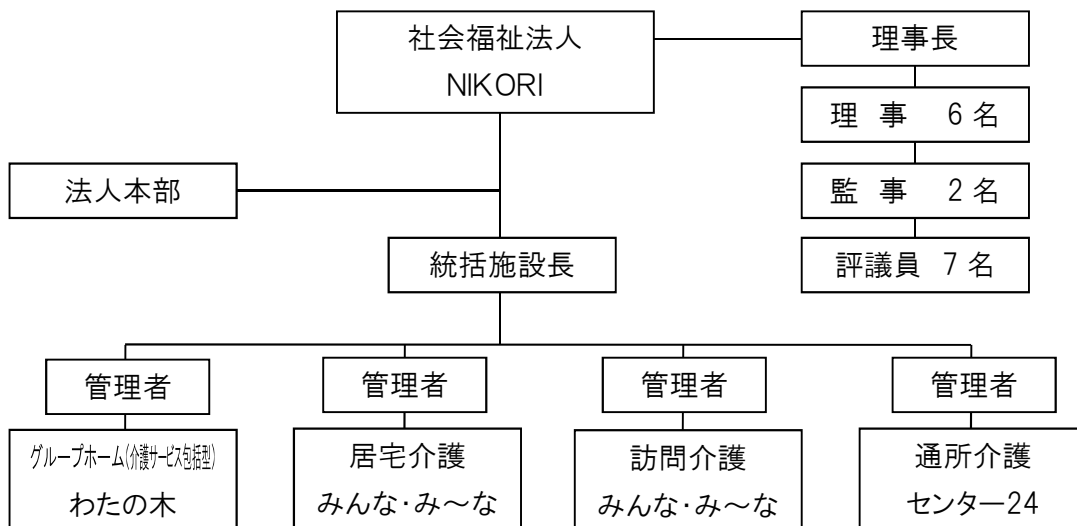 社会福祉法人
NIKORI
理事長
理 事 6 名
監 事 2 名
評議員 7 名
法人本部
統括施設長
管理者
管理者
管理者
管理者
グループホーム(介護サービス包括型)
わたの木
居宅介護
みんな・み～な
訪問介護
みんな・み～な
通所介護
センター24